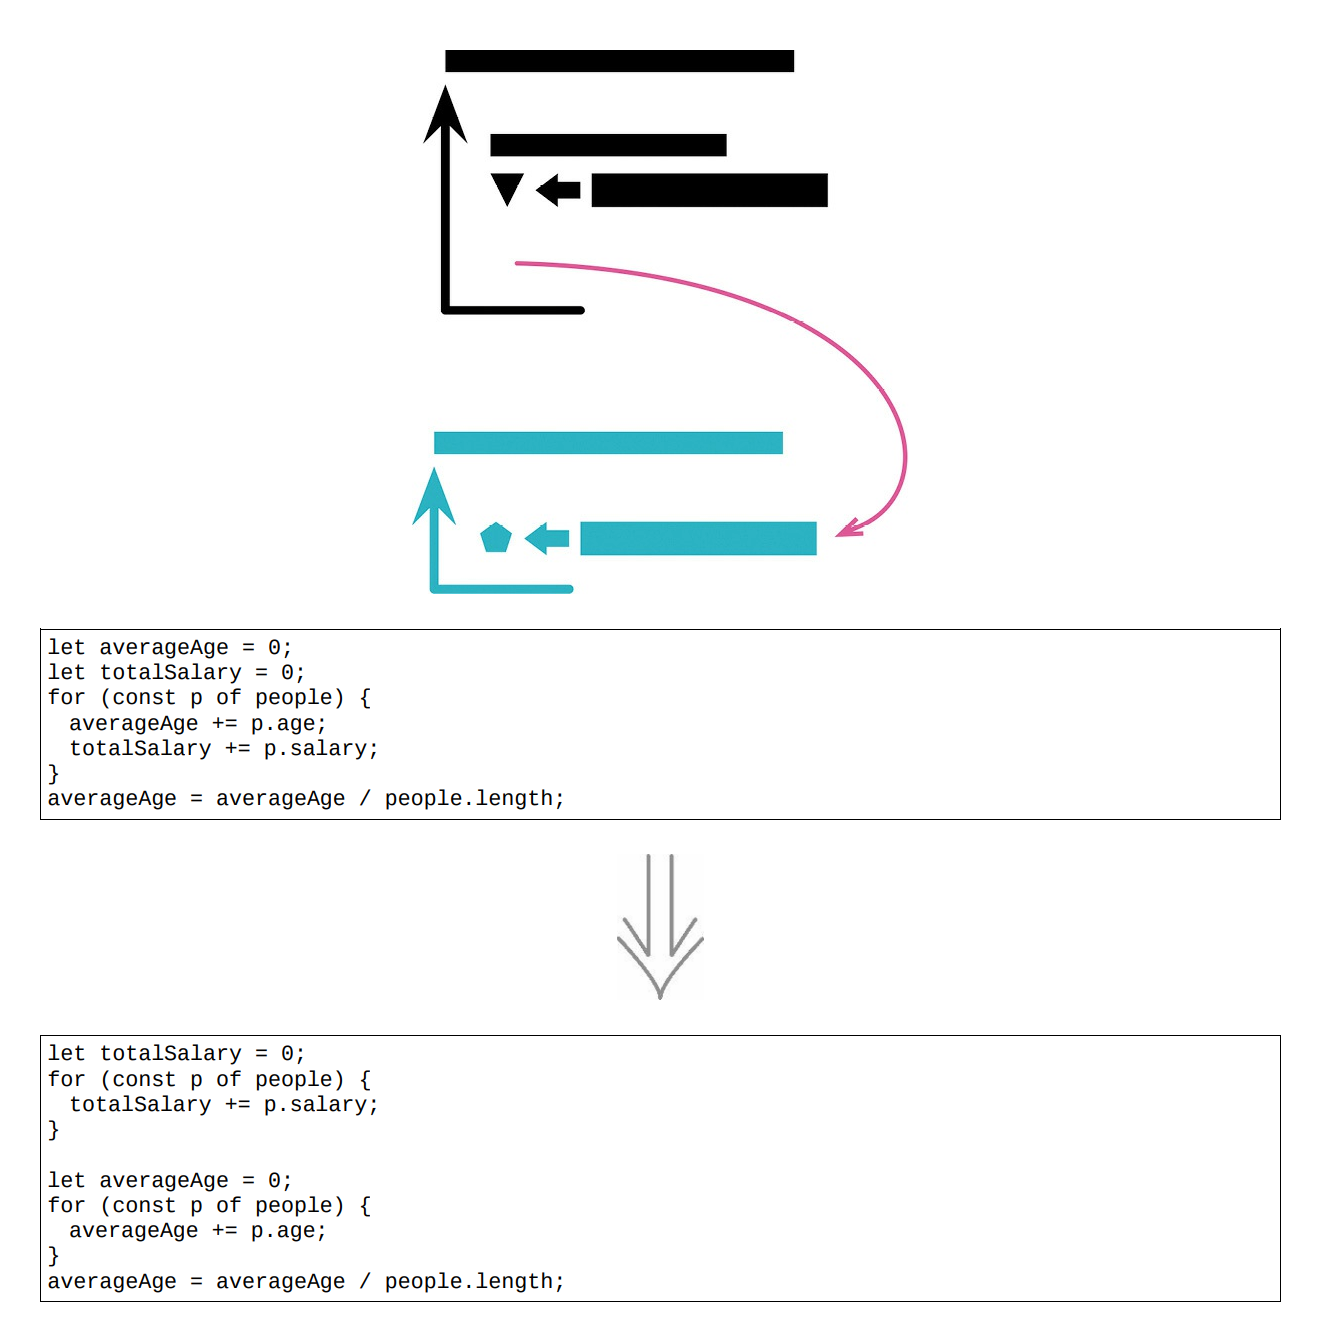 let averageAge = 0;
let totalSalary = 0;
for (const p of people) {
  averageAge += p.age;
  totalSalary += p.salary;
}
averageAge = averageAge / people.length;
let totalSalary = 0;
for (const p of people) {
  totalSalary += p.salary;
}
let averageAge = 0;
for (const p of people) {
  averageAge += p.age;
}
averageAge = averageAge / people.length;